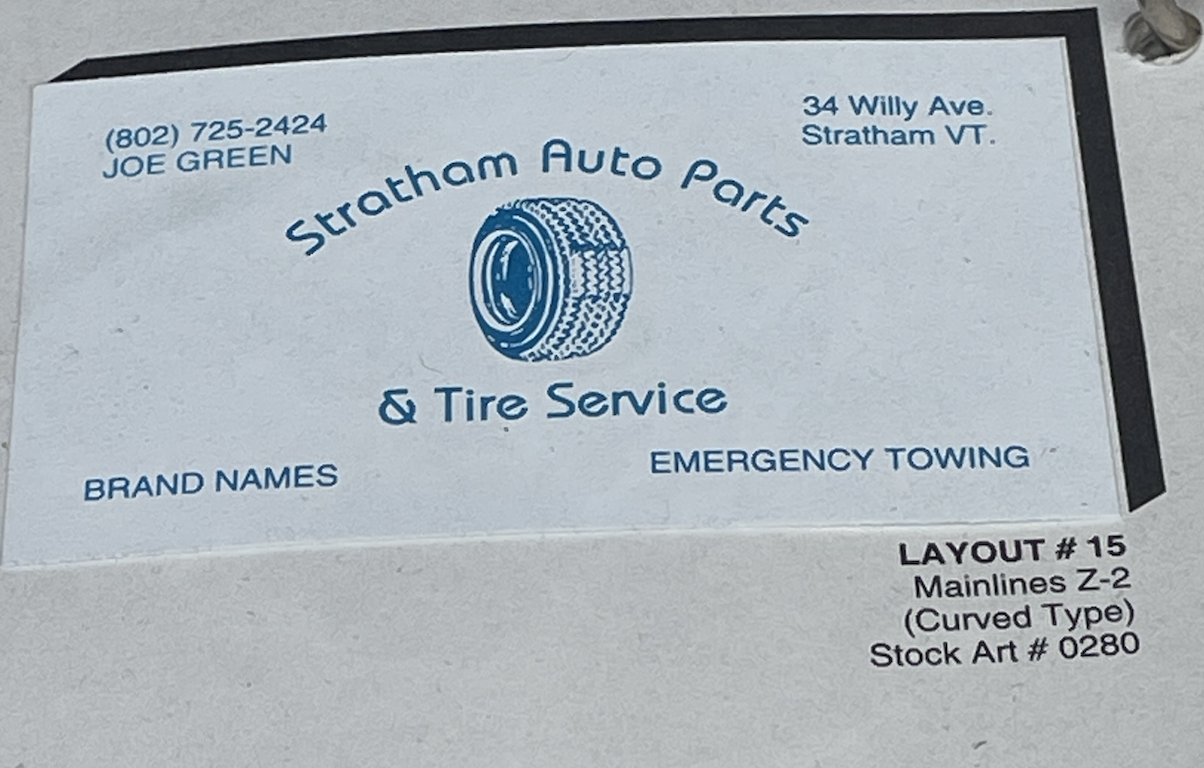 (802) 725-2424
JOE GREEN
34 Willy Ave.
Stratham VT.
Stratham Auto Parts
& Tire Service
BRAND NAMES
EMERGENCY TOWING
LAYOUT # 15
Mainlines Z-2
(Curved Type)
Stock Art # 0280